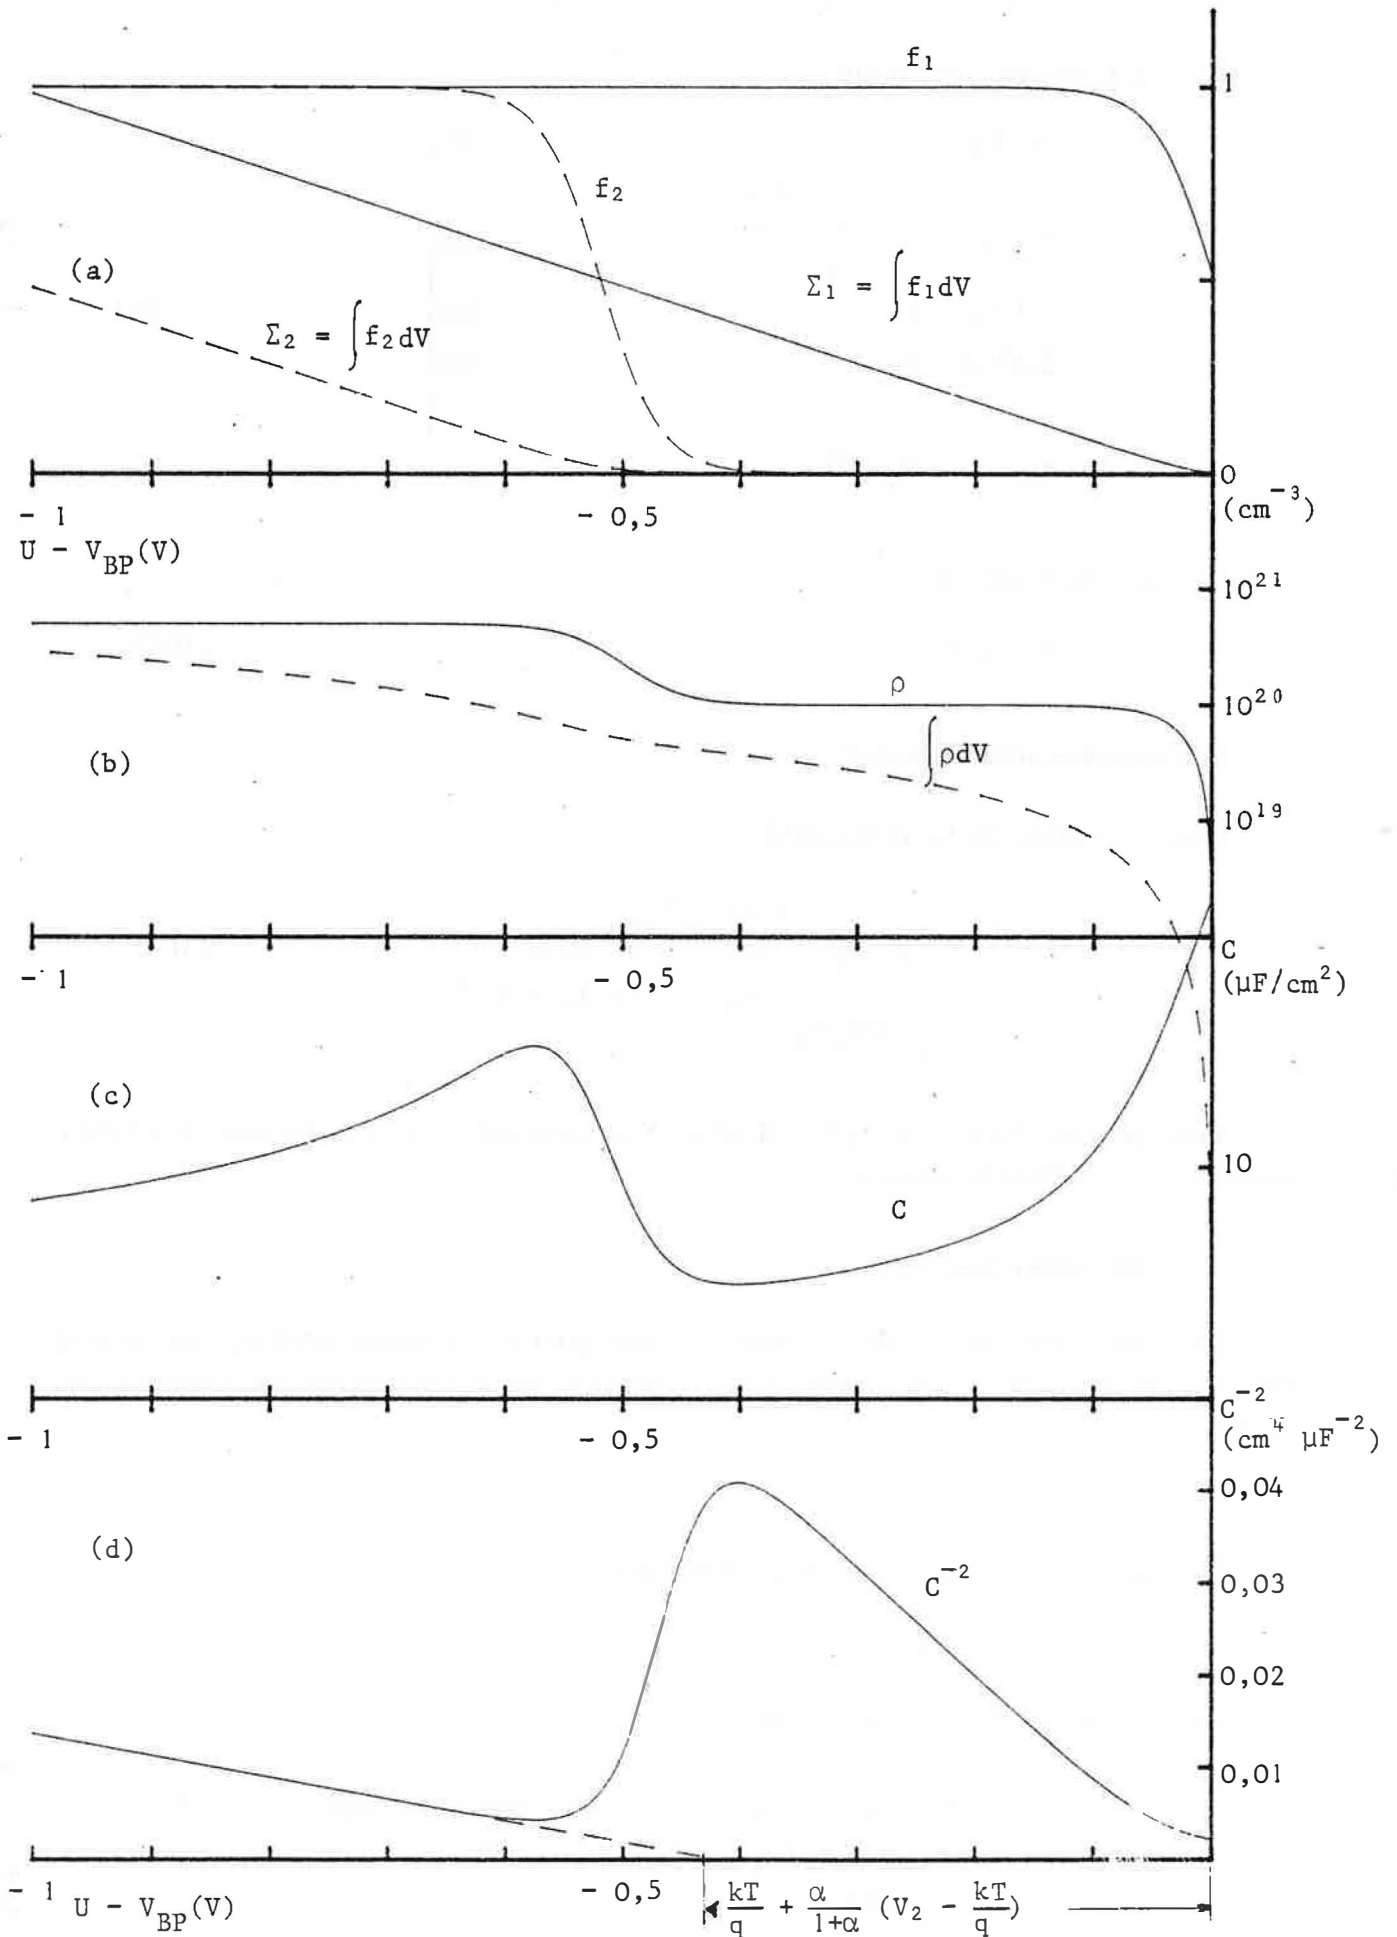 f₁
1
f₂
(a)
Σ₁ = ∫f₁dV
Σ₂ = ∫f₂dV
0
- 1
- 0,5
(cm⁻³)
U - V_BP(V)
10²¹
ρ
10²⁰
∫ρdV
(b)
10¹⁹
C
- 1
- 0,5
(μF/cm²)
(c)
10
C
C⁻²
- 1
- 0,5
(cm⁴ μF⁻²)
0,04
(d)
C⁻²
0,03
0,02
0,01
- 1
U - V_BP(V)
- 0,5
kT/q + α/1+α (V₂ - kT/q)